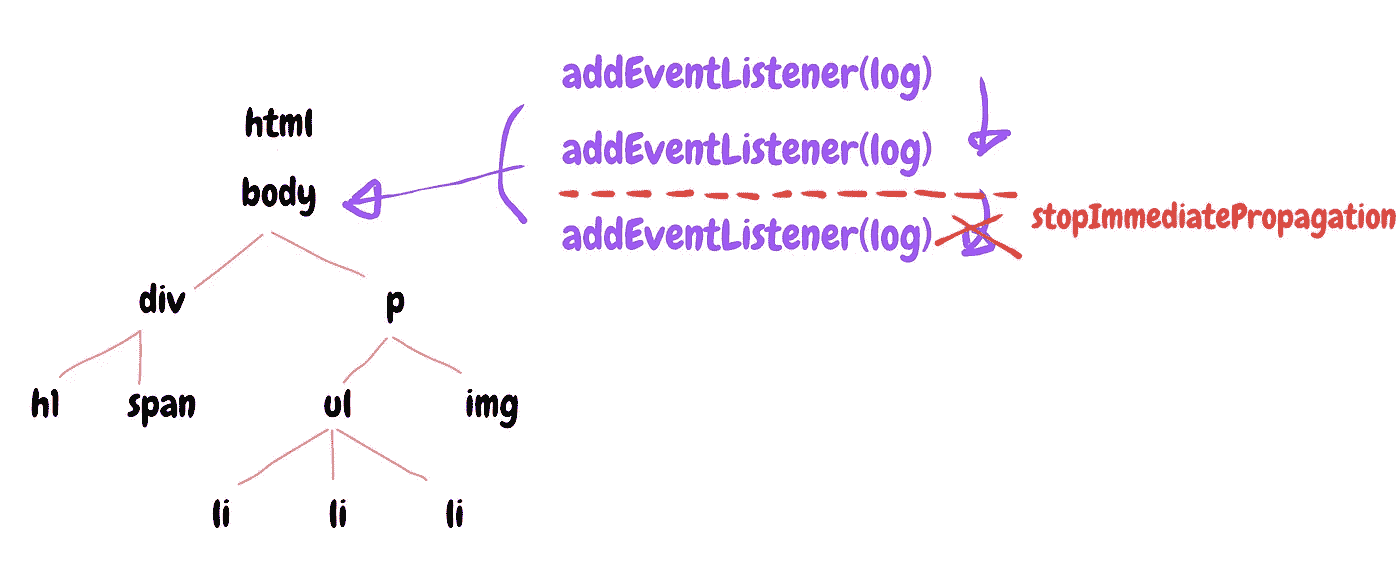 addEventListener(log)
html
addEventListener(log)
body
stopImmediatePropagation
addEventListener(log)
div
p
h1
span
ul
img
li
li
li